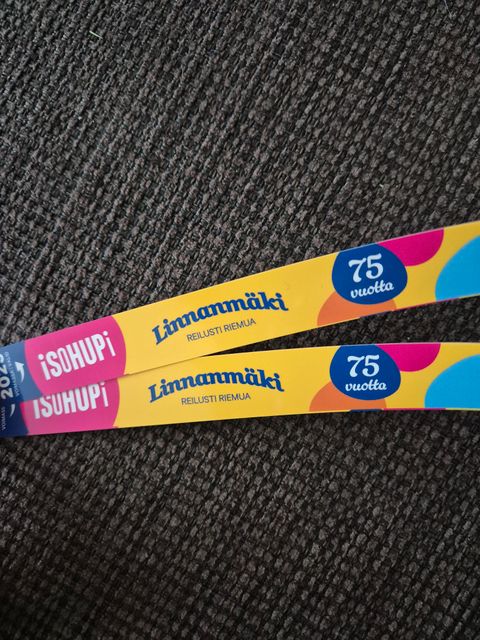 iSOHUPi
Linnanmäki
REILUSTI RIEMUA
75
vuotta
iSOHUPi
Linnanmäki
REILUSTI RIEMUA
75
vuotta